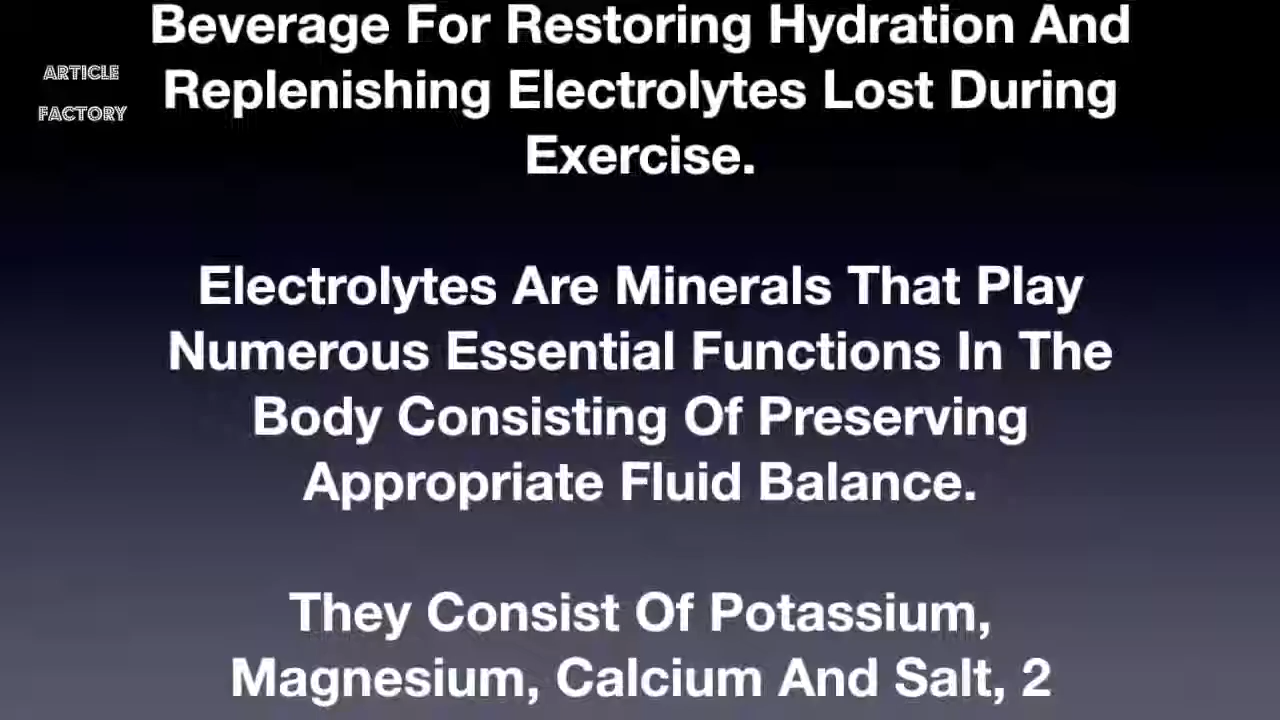 Beverage For Restoring Hydration And
Replenishing Electrolytes Lost During
Exercise.
ARTICLE
FACTORY
Electrolytes Are Minerals That Play
Numerous Essential Functions In The
Body Consisting Of Preserving
Appropriate Fluid Balance.
They Consist Of Potassium,
Magnesium, Calcium And Salt, 2